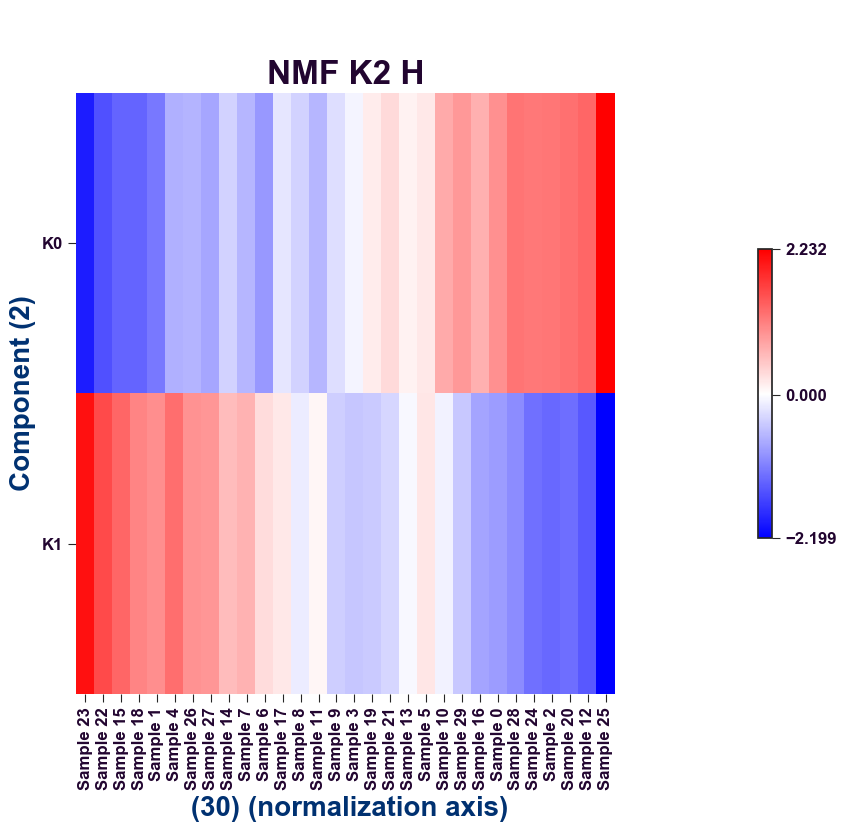 NMF K2 H
K0
K1
Component (2)
2.232
0.000
−2.199
Sample 23
Sample 22
Sample 15
Sample 18
Sample 1
Sample 4
Sample 26
Sample 27
Sample 14
Sample 7
Sample 6
Sample 17
Sample 8
Sample 11
Sample 9
Sample 3
Sample 19
Sample 21
Sample 13
Sample 5
Sample 10
Sample 29
Sample 16
Sample 0
Sample 28
Sample 24
Sample 2
Sample 20
Sample 12
Sample 25
(30) (normalization axis)